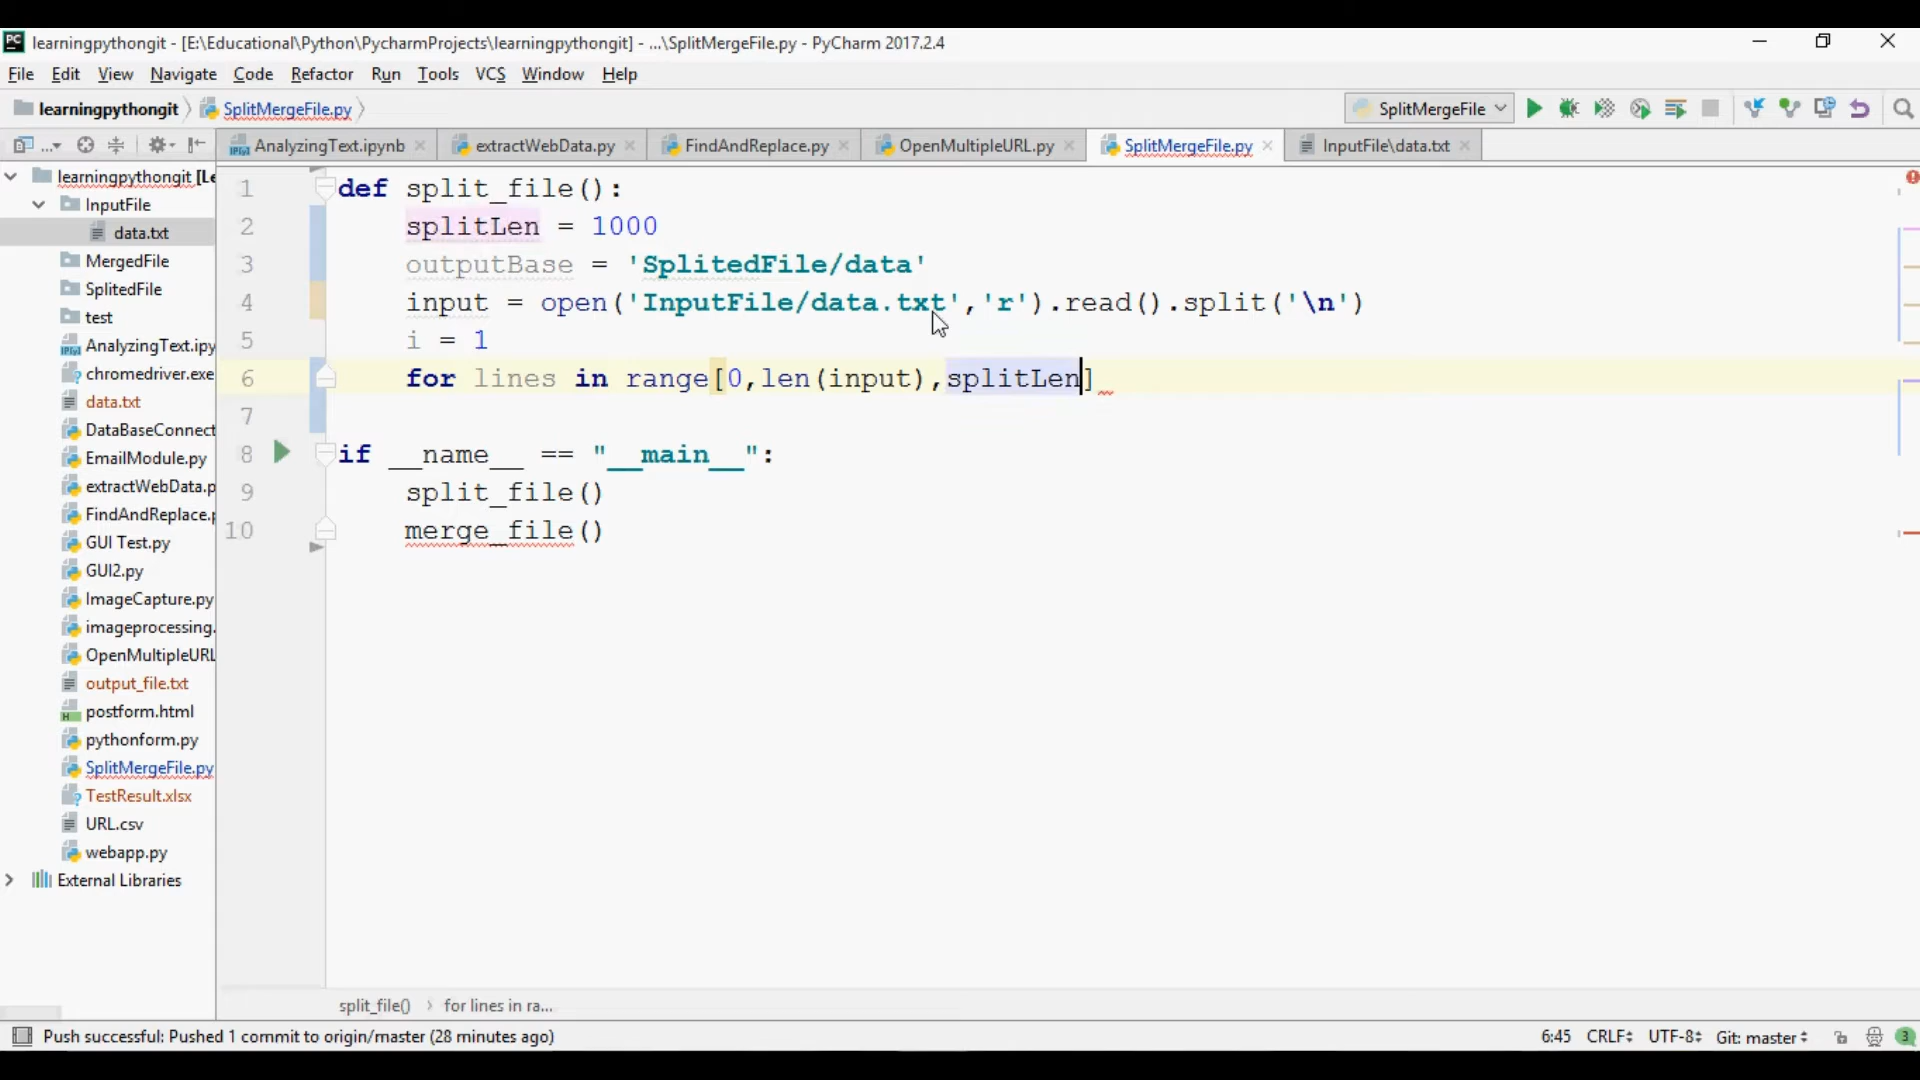 PC learningpythongit - [E:\Educational\Python\PycharmProjects\learningpythongit] - ...\SplitMergeFile.py - PyCharm 2017.2.4
File Edit View Navigate Code Refactor Run Tools VCS Window Help
learningpythongit SplitMergeFile.py SplitMergeFile
... AnalyzingText.ipynb extractWebData.py FindAndReplace.py OpenMultipleURL.py SplitMergeFile.py InputFile\data.txt
learningpythongit [Le
InputFile
data.txt
MergedFile
SplitedFile
test
AnalyzingText.ipy
chromedriver.exe
data.txt
DataBaseConnect
EmailModule.py
extractWebData.p
FindAndReplace.p
GUI Test.py
GUI2.py
ImageCapture.py
imageprocessing.
OpenMultipleURL
output_file.txt
postform.html
pythonform.py
SplitMergeFile.py
TestResult.xlsx
URL.csv
webapp.py
External Libraries
1 def split_file():
2 splitLen = 1000
3 outputBase = 'SplitedFile/data'
4 input = open('InputFile/data.txt','r').read().split('\n')
5 i = 1
6 for lines in range[0,len(input),splitLen]
7
8 if __name__ == "__main__":
9 split_file()
10 merge_file()
split_file() for lines in ra...
Push successful: Pushed 1 commit to origin/master (28 minutes ago) 6:45 CRLF UTF-8 Git: master 3